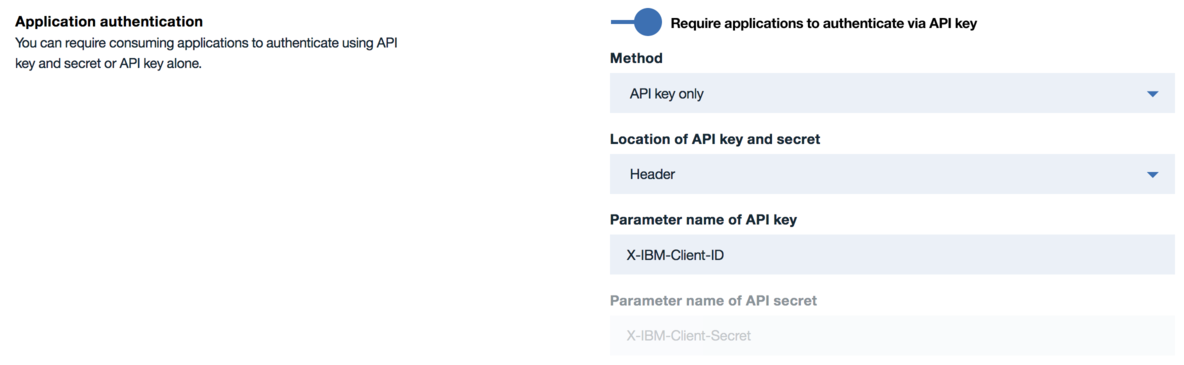 Application authentication
You can require consuming applications to authenticate using API
key and secret or API key alone.
Require applications to authenticate via API key
Method
API key only
Location of API key and secret
Header
Parameter name of API key
X-IBM-Client-ID
Parameter name of API secret
X-IBM-Client-Secret